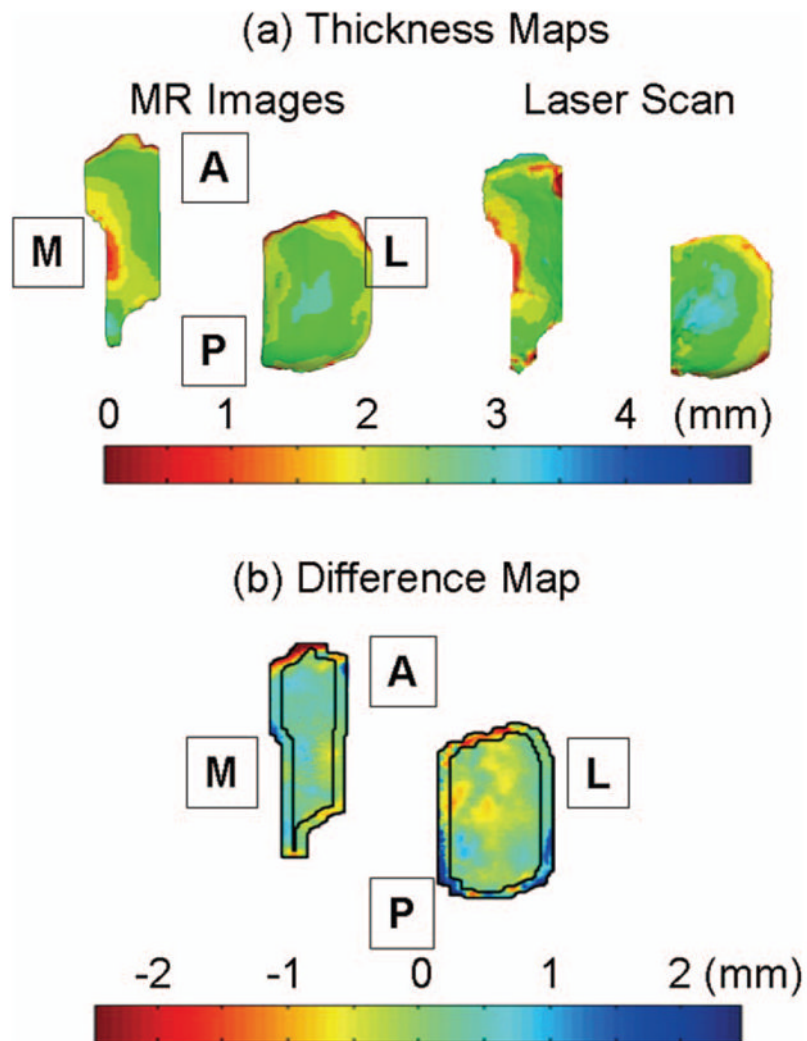 (a) Thickness Maps
MR Images Laser Scan
A
M L
P
0 1 2 3 4 (mm)
(b) Difference Map
A
M L
P
-2 -1 0 1 2 (mm)